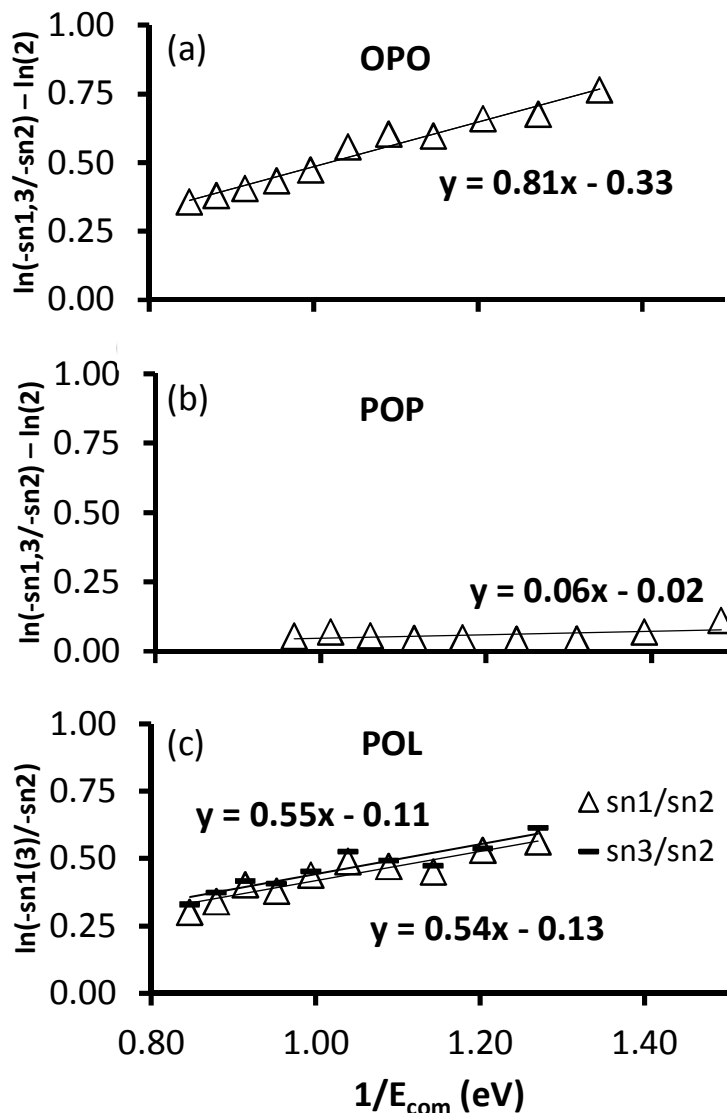 1.00
(a)
OPO
0.75
0.50
y = 0.81x - 0.33
0.25
0.00
ln(-sn1,3/-sn2) – ln(2)
1.00
(b)
POP
0.75
0.50
0.25
y = 0.06x - 0.02
0.00
ln(-sn1,3/-sn2) – ln(2)
1.00
(c)
POL
0.75
y = 0.55x - 0.11
sn1/sn2
sn3/sn2
0.50
0.25
y = 0.54x - 0.13
0.00
ln(-sn1(3)/-sn2)
0.80 1.00 1.20 1.40
1/Ecom (eV)